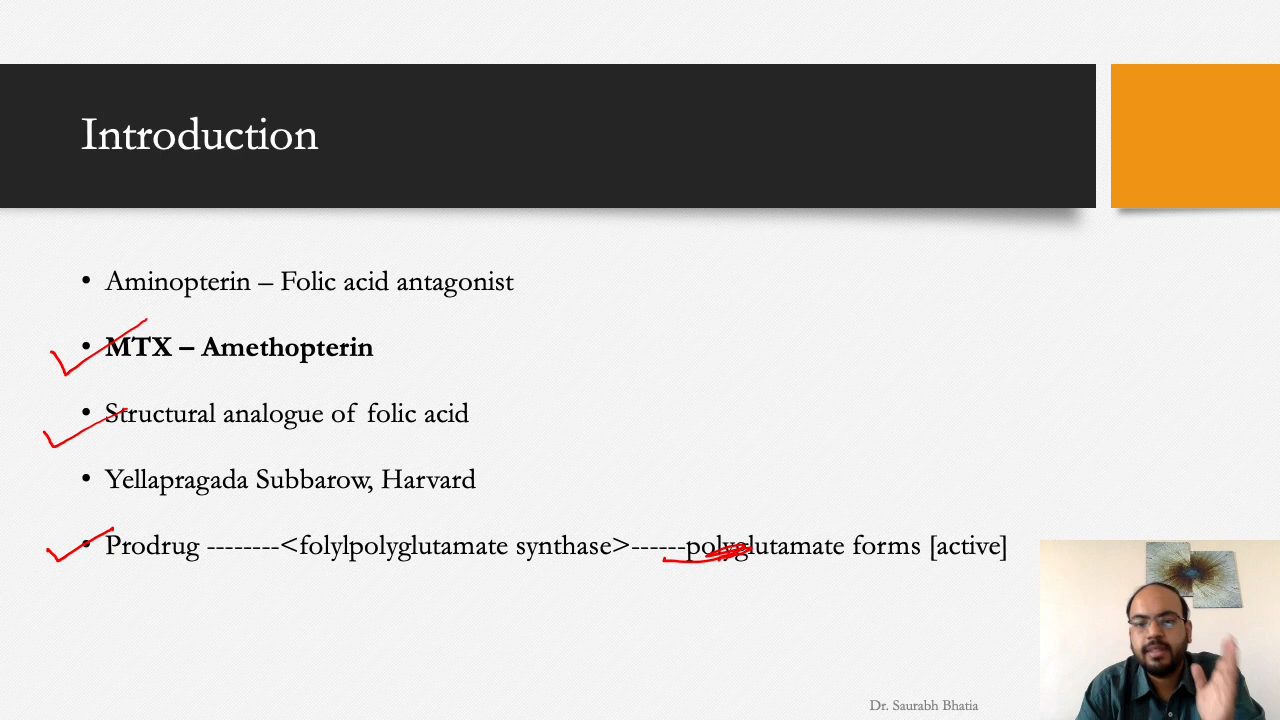 Introduction
• Aminopterin – Folic acid antagonist
• MTX – Amethopterin
• Structural analogue of folic acid
• Yellapragada Subbarow, Harvard
• Prodrug --------<folylpolyglutamate synthase>------polyglutamate forms [active]
Dr. Saurabh Bhatia